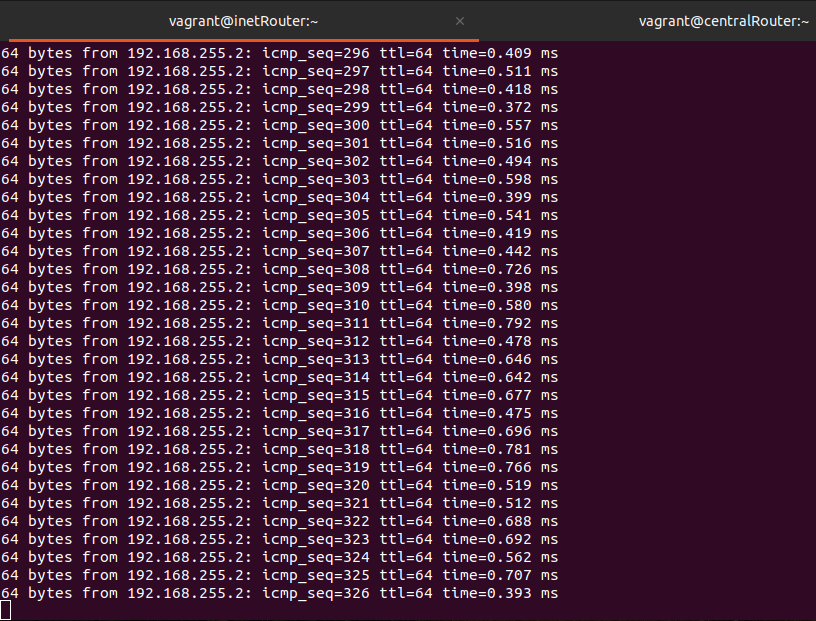 vagrant@inetRouter:~ × vagrant@centralRouter:~
64 bytes from 192.168.255.2: icmp_seq=296 ttl=64 time=0.409 ms
64 bytes from 192.168.255.2: icmp_seq=297 ttl=64 time=0.511 ms
64 bytes from 192.168.255.2: icmp_seq=298 ttl=64 time=0.418 ms
64 bytes from 192.168.255.2: icmp_seq=299 ttl=64 time=0.372 ms
64 bytes from 192.168.255.2: icmp_seq=300 ttl=64 time=0.557 ms
64 bytes from 192.168.255.2: icmp_seq=301 ttl=64 time=0.516 ms
64 bytes from 192.168.255.2: icmp_seq=302 ttl=64 time=0.494 ms
64 bytes from 192.168.255.2: icmp_seq=303 ttl=64 time=0.598 ms
64 bytes from 192.168.255.2: icmp_seq=304 ttl=64 time=0.399 ms
64 bytes from 192.168.255.2: icmp_seq=305 ttl=64 time=0.541 ms
64 bytes from 192.168.255.2: icmp_seq=306 ttl=64 time=0.419 ms
64 bytes from 192.168.255.2: icmp_seq=307 ttl=64 time=0.442 ms
64 bytes from 192.168.255.2: icmp_seq=308 ttl=64 time=0.726 ms
64 bytes from 192.168.255.2: icmp_seq=309 ttl=64 time=0.398 ms
64 bytes from 192.168.255.2: icmp_seq=310 ttl=64 time=0.580 ms
64 bytes from 192.168.255.2: icmp_seq=311 ttl=64 time=0.792 ms
64 bytes from 192.168.255.2: icmp_seq=312 ttl=64 time=0.478 ms
64 bytes from 192.168.255.2: icmp_seq=313 ttl=64 time=0.646 ms
64 bytes from 192.168.255.2: icmp_seq=314 ttl=64 time=0.642 ms
64 bytes from 192.168.255.2: icmp_seq=315 ttl=64 time=0.677 ms
64 bytes from 192.168.255.2: icmp_seq=316 ttl=64 time=0.475 ms
64 bytes from 192.168.255.2: icmp_seq=317 ttl=64 time=0.696 ms
64 bytes from 192.168.255.2: icmp_seq=318 ttl=64 time=0.781 ms
64 bytes from 192.168.255.2: icmp_seq=319 ttl=64 time=0.766 ms
64 bytes from 192.168.255.2: icmp_seq=320 ttl=64 time=0.519 ms
64 bytes from 192.168.255.2: icmp_seq=321 ttl=64 time=0.512 ms
64 bytes from 192.168.255.2: icmp_seq=322 ttl=64 time=0.688 ms
64 bytes from 192.168.255.2: icmp_seq=323 ttl=64 time=0.692 ms
64 bytes from 192.168.255.2: icmp_seq=324 ttl=64 time=0.562 ms
64 bytes from 192.168.255.2: icmp_seq=325 ttl=64 time=0.707 ms
64 bytes from 192.168.255.2: icmp_seq=326 ttl=64 time=0.393 ms